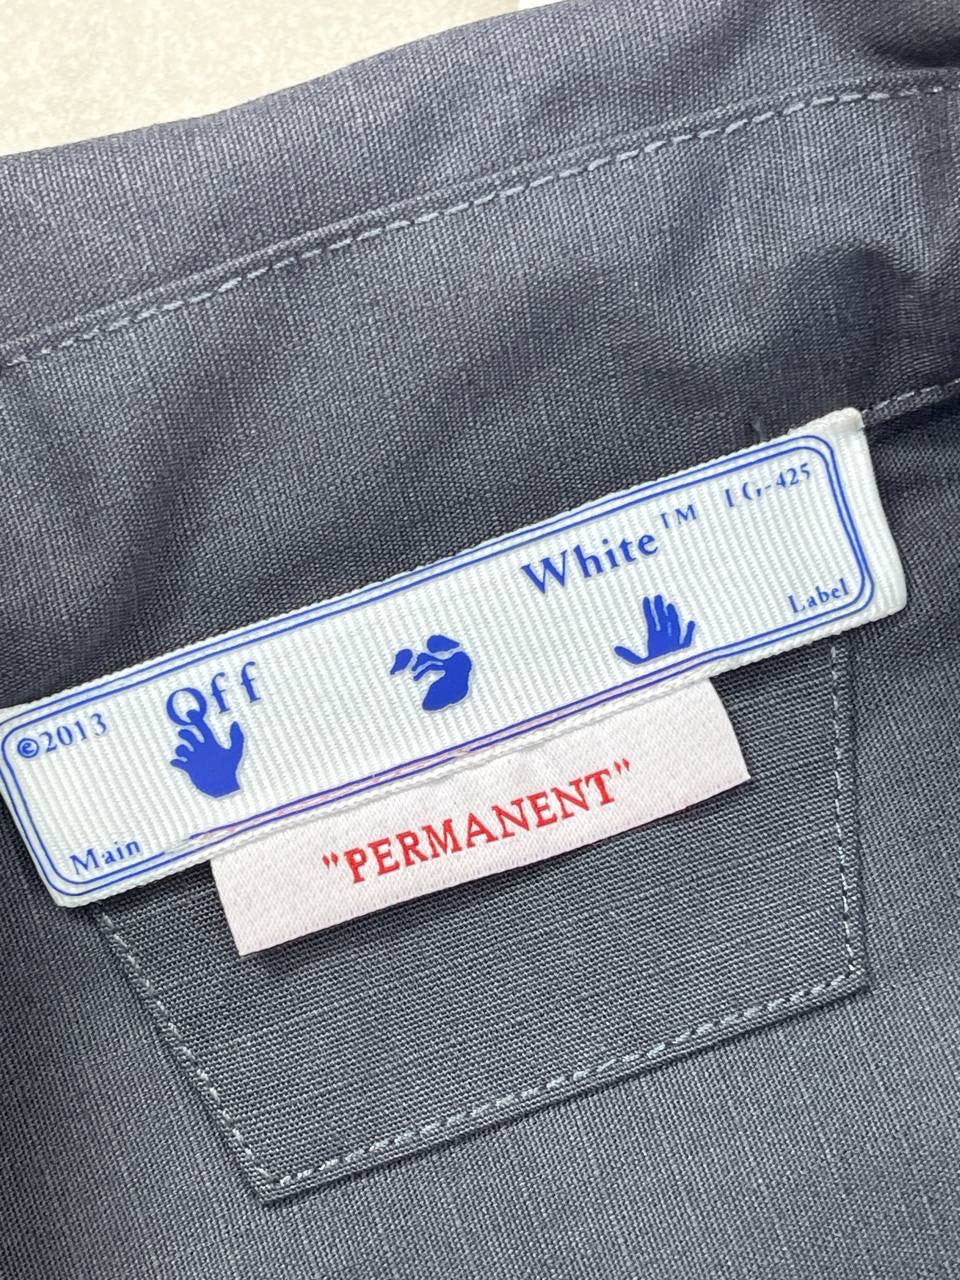 ©2013 Off White™ LG-425
Main Label
"PERMANENT"